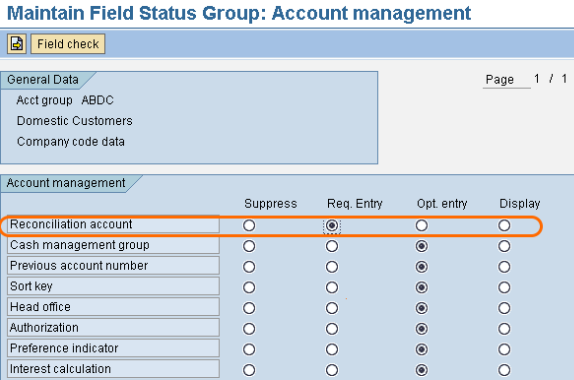 Maintain Field Status Group: Account management
Field check
General Data
Page 1 / 1
Acct group ABDC
Domestic Customers
Company code data
Account management
Suppress Req. Entry Opt. entry Display
Reconciliation account
Cash management group
Previous account number
Sort key
Head office
Authorization
Preference indicator
Interest calculation